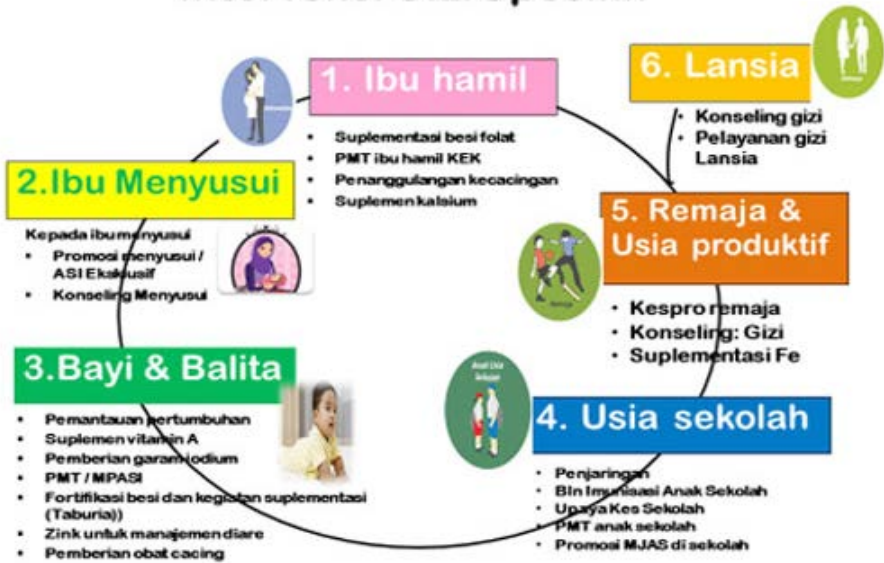 1. Ibu hamil
• Suplementasi besi folat
• PMT ibu hamil KEK
• Penanggulangan kecacingan
• Suplemen kalsium
2.Ibu Menyusui
Kepada ibu menyusui
• Promosi menyusui /
ASI Eksklusif
• Konseling Menyusui
3.Bayi & Balita
• Pemantauan pertumbuhan
• Suplemen vitamin A
• Pemberian garam iodium
• PMT / MPASI
• Fortifikasi besi dan kegiatan suplementasi
(Taburia))
• Zink untuk manajemen diare
• Pemberian obat cacing
Anak Usia
Sekolah
4. Usia sekolah
• Penjaringan
• Bln Imunisasi Anak Sekolah
• Upaya Kes Sekolah
• PMT anak sekolah
• Promosi MJAS di sekolah
5. Remaja &
Usia produktif
Remaja
• Kespro remaja
• Konseling: Gizi
• Suplementasi Fe
6. Lansia
• Konseling gizi
• Pelayanan gizi
Lansia